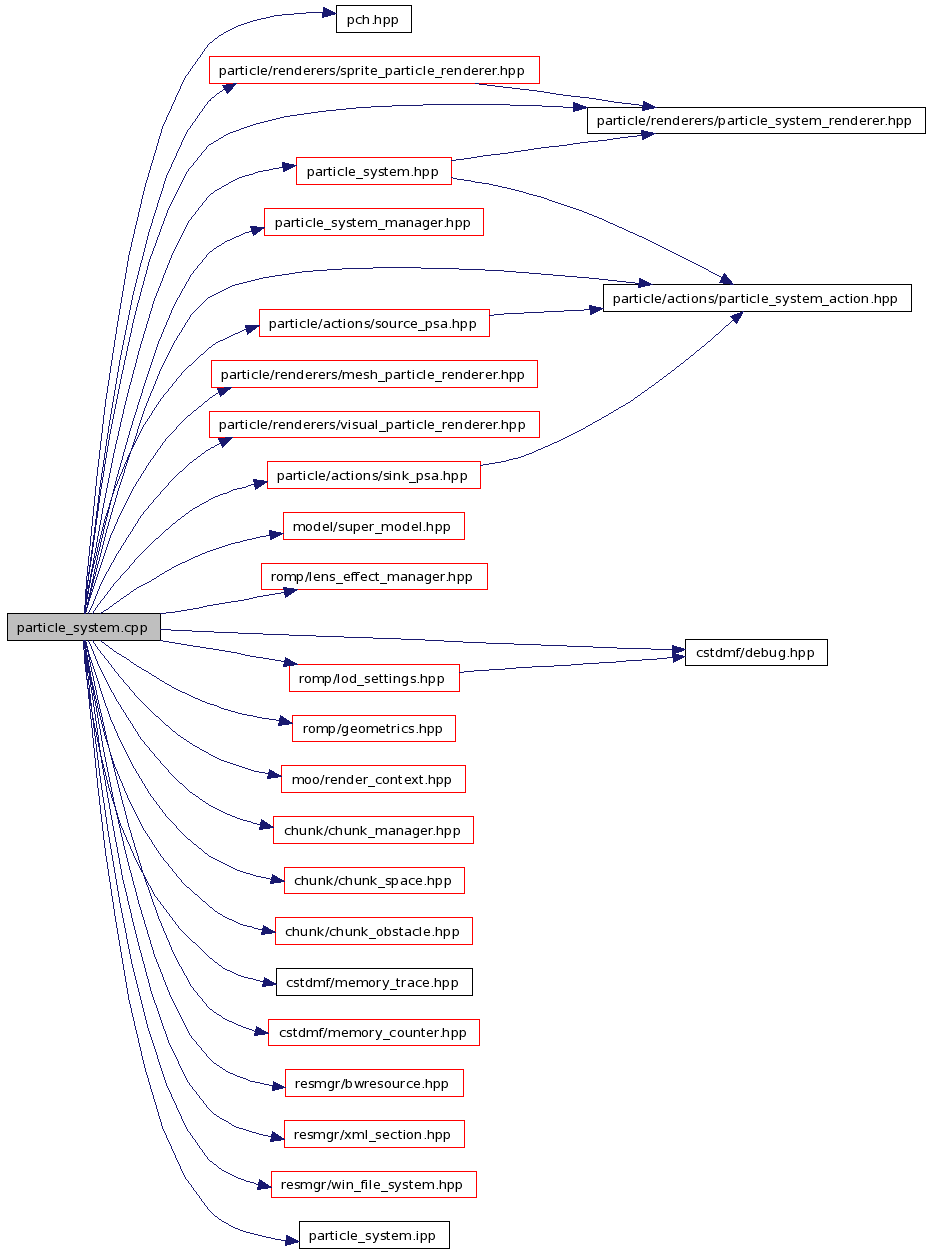 pch.hpp
particle/renderers/sprite_particle_renderer.hpp
particle/renderers/particle_system_renderer.hpp
particle_system.hpp
particle_system_manager.hpp
particle/actions/particle_system_action.hpp
particle/actions/source_psa.hpp
particle/renderers/mesh_particle_renderer.hpp
particle/renderers/visual_particle_renderer.hpp
particle/actions/sink_psa.hpp
model/super_model.hpp
romp/lens_effect_manager.hpp
particle_system.cpp
cstdmf/debug.hpp
romp/lod_settings.hpp
romp/geometrics.hpp
moo/render_context.hpp
chunk/chunk_manager.hpp
chunk/chunk_space.hpp
chunk/chunk_obstacle.hpp
cstdmf/memory_trace.hpp
cstdmf/memory_counter.hpp
resmgr/bwresource.hpp
resmgr/xml_section.hpp
resmgr/win_file_system.hpp
particle_system.ipp